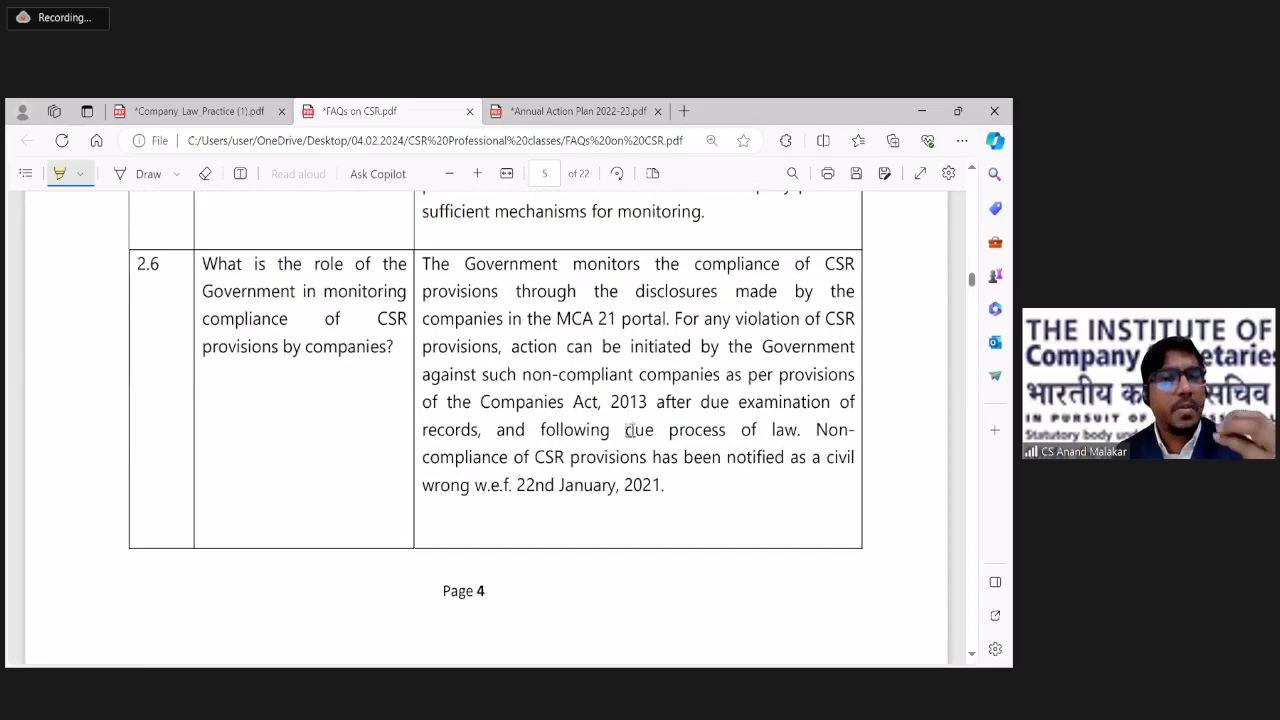 Recording...
*Company_Law_Practice (1).pdf
*FAQs on CSR.pdf
*Annual Action Plan 2022-23.pdf
File
C:/Users/user/OneDrive/Desktop/04.02.2024/CSR%20Professional%20classes/FAQs%20on%20CSR.pdf
Draw
Read aloud
Ask Copilot
5 of 22
sufficient mechanisms for monitoring.
2.6
What is the role of the
Government in monitoring
compliance of CSR
provisions by companies?
The Government monitors the compliance of CSR
provisions through the disclosures made by the
companies in the MCA 21 portal. For any violation of CSR
provisions, action can be initiated by the Government
against such non-compliant companies as per provisions
of the Companies Act, 2013 after due examination of
records, and following due process of law. Non-
compliance of CSR provisions has been notified as a civil
wrong w.e.f. 22nd January, 2021.
Page 4
THE INSTITUTE OF
Company etaries
भारतीय सचिव
IN PURSUIT OF
Statutory body
CS Anand Malakar